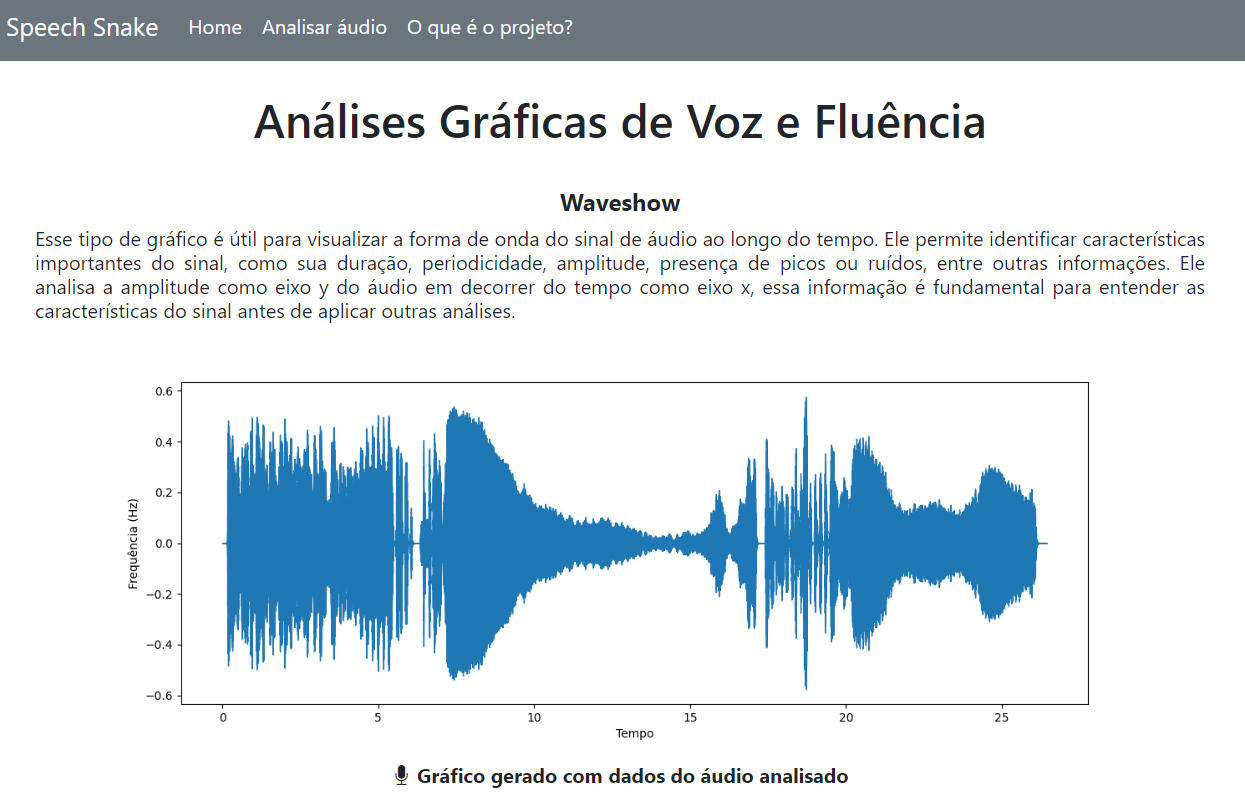 Speech Snake Home Analisar áudio O que é o projeto?
Análises Gráficas de Voz e Fluência
Waveshow
Esse tipo de gráfico é útil para visualizar a forma de onda do sinal de áudio ao longo do tempo. Ele permite identificar características
importantes do sinal, como sua duração, periodicidade, amplitude, presença de picos ou ruídos, entre outras informações. Ele
analisa a amplitude como eixo y do áudio em decorrer do tempo como eixo x, essa informação é fundamental para entender as
características do sinal antes de aplicar outras análises.
0.6
0.4
0.2
0.0
−0.2
−0.4
−0.6
Frequência (Hz)
0 5 10 15 20 25
Tempo
Gráfico gerado com dados do áudio analisado